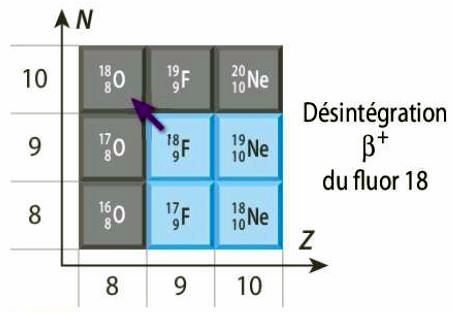 N
10 ¹⁸₈O ¹⁹₉F ²⁰₁₀Ne
9 ¹⁷₈O ¹⁸₉F ¹⁹₁₀Ne
8 ¹⁶₈O ¹⁷₉F ¹⁸₁₀Ne
Z
8 9 10
Désintégration
β⁺
du fluor 18